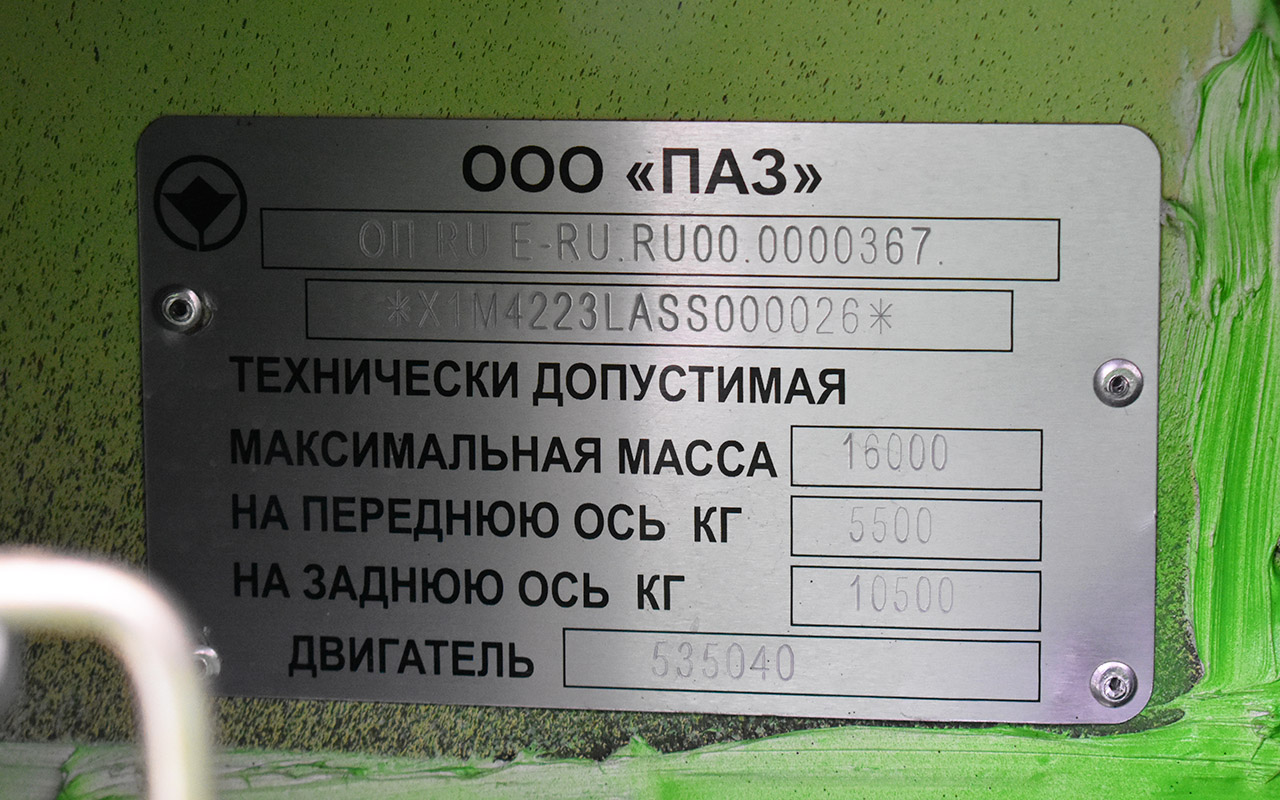 ООО «ПАЗ»
ОП RU E-RU.RU00.0000367.
*X1M4223LASS000026*
ТЕХНИЧЕСКИ ДОПУСТИМАЯ
МАКСИМАЛЬНАЯ МАССА 16000
НА ПЕРЕДНЮЮ ОСЬ КГ 5500
НА ЗАДНЮЮ ОСЬ КГ 10500
ДВИГАТЕЛЬ 535040